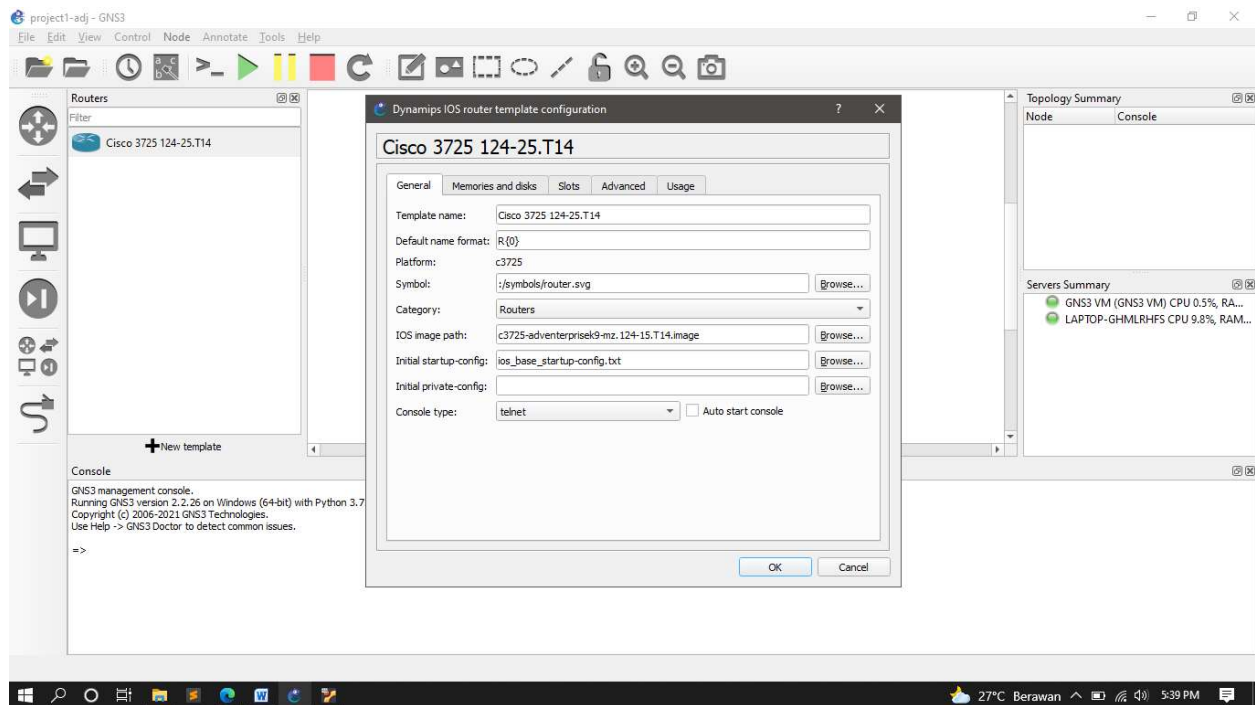 project1-adj - GNS3
File Edit View Control Node Annotate Tools Help
Routers
Filter
Cisco 3725 124-25.T14
New template
Dynamips IOS router template configuration
Cisco 3725 124-25.T14
General Memories and disks Slots Advanced Usage
Template name: Cisco 3725 124-25.T14
Default name format: R{0}
Platform: c3725
Symbol: :/symbols/router.svg Browse...
Category: Routers
IOS image path: c3725-adventerprisek9-mz.124-15.T14.image Browse...
Initial startup-config: ios_base_startup-config.txt Browse...
Initial private-config: Browse...
Console type: telnet Auto start console
OK Cancel
Topology Summary
Node Console
Servers Summary
GNS3 VM (GNS3 VM) CPU 0.5%, RA...
LAPTOP-GHMLRHFS CPU 9.8%, RAM...
Console
GNS3 management console.
Running GNS3 version 2.2.26 on Windows (64-bit) with Python 3.7
Copyright (c) 2006-2021 GNS3 Technologies.
Use Help -> GNS3 Doctor to detect common issues.
=>
27°C Berawan 5:39 PM